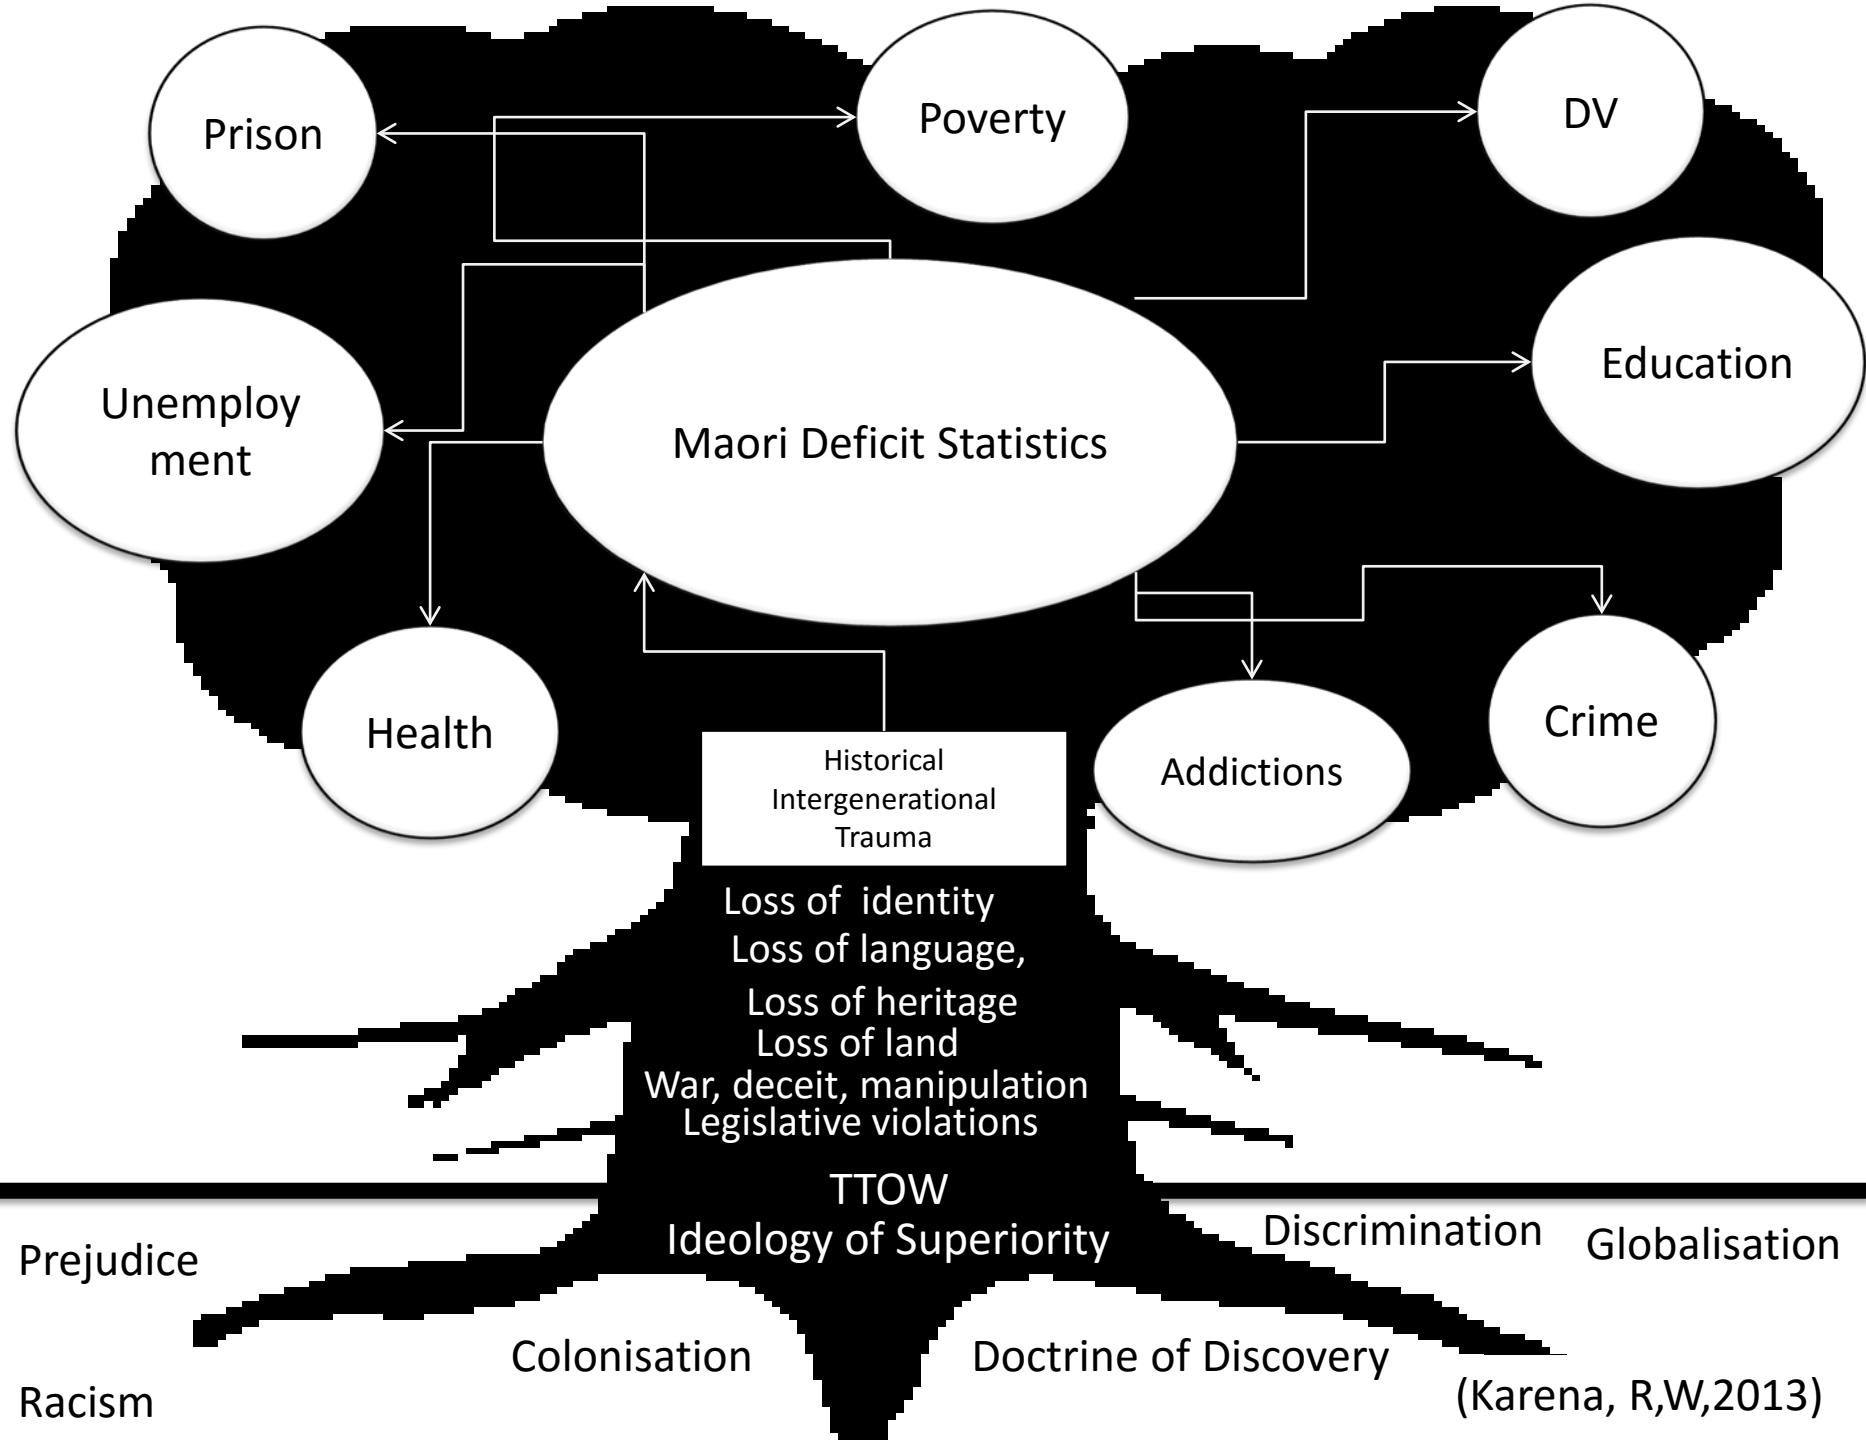 Prison
Poverty
DV
Unemploy
ment
Maori Deficit Statistics
Education
Health
Historical
Intergenerational
Trauma
Addictions
Crime
Loss of  identity
Loss of language,
Loss of heritage
Loss of land
War, deceit, manipulation
Legislative violations
TTOW
Ideology of Superiority
Prejudice
Discrimination
Globalisation
Colonisation
Doctrine of Discovery
Racism
(Karena, R,W,2013)